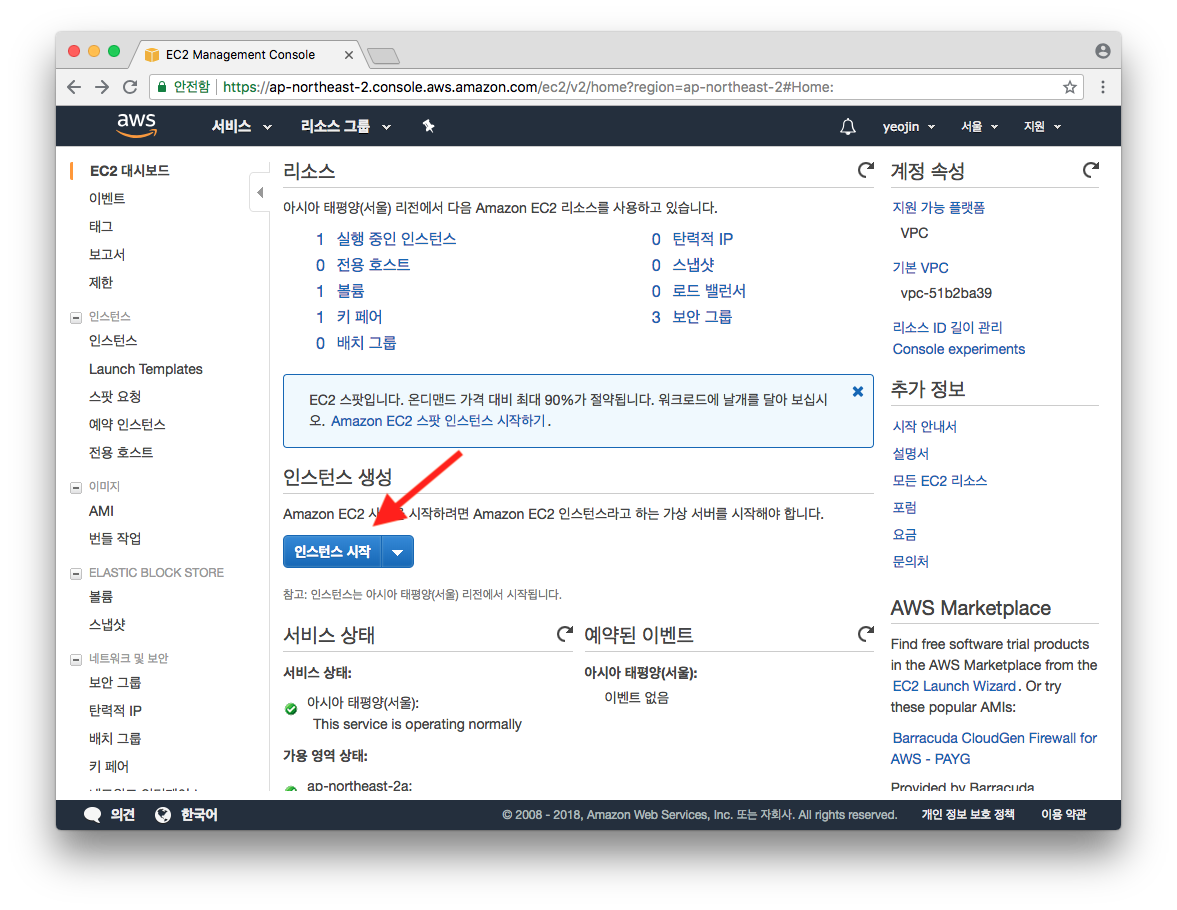 EC2 Management Console
안전함 https://ap-northeast-2.console.aws.amazon.com/ec2/v2/home?region=ap-northeast-2#Home:
aws 서비스 리소스 그룹 yeojin 서울 지원
EC2 대시보드
이벤트
태그
보고서
제한
인스턴스
인스턴스
Launch Templates
스팟 요청
예약 인스턴스
전용 호스트
이미지
AMI
번들 작업
ELASTIC BLOCK STORE
볼륨
스냅샷
네트워크 및 보안
보안 그룹
탄력적 IP
배치 그룹
키 페어
리소스
아시아 태평양(서울) 리전에서 다음 Amazon EC2 리소스를 사용하고 있습니다.
1 실행 중인 인스턴스
0 전용 호스트
1 볼륨
1 키 페어
0 배치 그룹
0 탄력적 IP
0 스냅샷
0 로드 밸런서
3 보안 그룹
EC2 스팟입니다. 온디맨드 가격 대비 최대 90%가 절약됩니다. 워크로드에 날개를 달아 보십시
오. Amazon EC2 스팟 인스턴스 시작하기.
인스턴스 생성
Amazon EC2 시작하려면 Amazon EC2 인스턴스라고 하는 가상 서버를 시작해야 합니다.
인스턴스 시작
참고: 인스턴스는 아시아 태평양(서울) 리전에서 시작됩니다.
서비스 상태
서비스 상태:
아시아 태평양(서울):
This service is operating normally
가용 영역 상태:
ap-northeast-2a:
예약된 이벤트
아시아 태평양(서울):
이벤트 없음
계정 속성
지원 가능 플랫폼
VPC
기본 VPC
vpc-51b2ba39
리소스 ID 길이 관리
Console experiments
추가 정보
시작 안내서
설명서
모든 EC2 리소스
포럼
요금
문의처
AWS Marketplace
Find free software trial products
in the AWS Marketplace from the
EC2 Launch Wizard. Or try
these popular AMIs:
Barracuda CloudGen Firewall for
AWS - PAYG
Provided by Barracuda
의견 한국어 © 2008 - 2018, Amazon Web Services, Inc. 또는 자회사. All rights reserved. 개인 정보 보호 정책 이용 약관